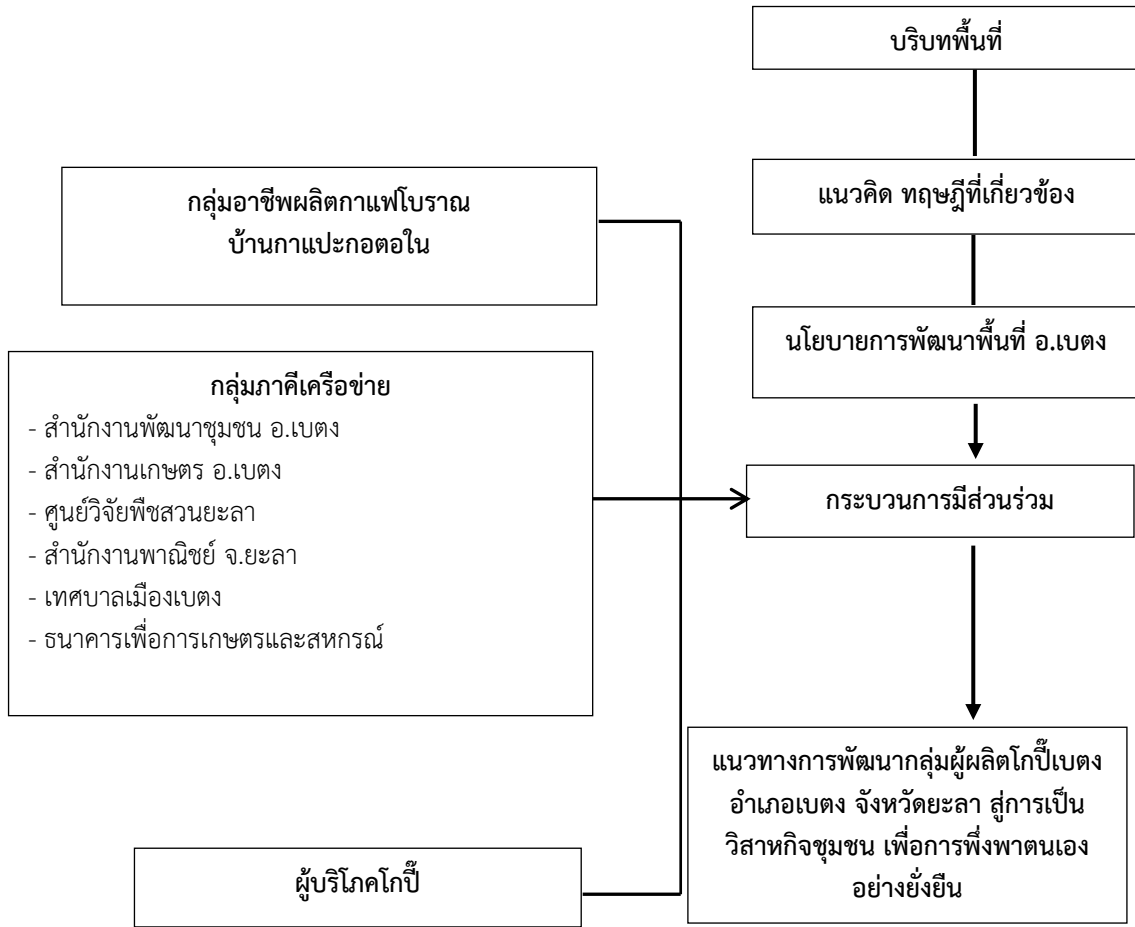 บริบทพื้นที่
แนวคิด ทฤษฎีที่เกี่ยวข้อง
กลุ่มอาชีพผลิตกาแฟโบราณ
บ้านกาแปะกอตอใน
นโยบายการพัฒนาพื้นที่ อ.เบตง
กลุ่มภาคีเครือข่าย
- สำนักงานพัฒนาชุมชน อ.เบตง
- สำนักงานเกษตร อ.เบตง
- ศูนย์วิจัยพืชสวนยะลา
- สำนักงานพาณิชย์ จ.ยะลา
- เทศบาลเมืองเบตง
- ธนาคารเพื่อการเกษตรและสหกรณ์
กระบวนการมีส่วนร่วม
แนวทางการพัฒนากลุ่มผู้ผลิตโกปี๊เบตง
อำเภอเบตง จังหวัดยะลา สู่การเป็น
วิสาหกิจชุมชน เพื่อการพึ่งพาตนเอง
อย่างยั่งยืน
ผู้บริโภคโกปี๊